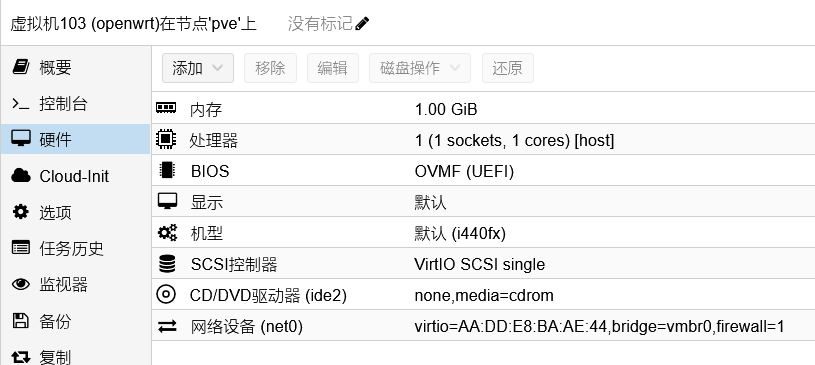 虚拟机103 (openwrt)在节点'pve'上 没有标记
概要
控制台
硬件
Cloud-Init
选项
任务历史
监视器
备份
复制
添加 移除 编辑 磁盘操作 还原
内存 1.00 GiB
处理器 1 (1 sockets, 1 cores) [host]
BIOS OVMF (UEFI)
显示 默认
机型 默认 (i440fx)
SCSI控制器 VirtIO SCSI single
CD/DVD驱动器 (ide2) none,media=cdrom
网络设备 (net0) virtio=AA:DD:E8:BA:AE:44,bridge=vmbr0,firewall=1